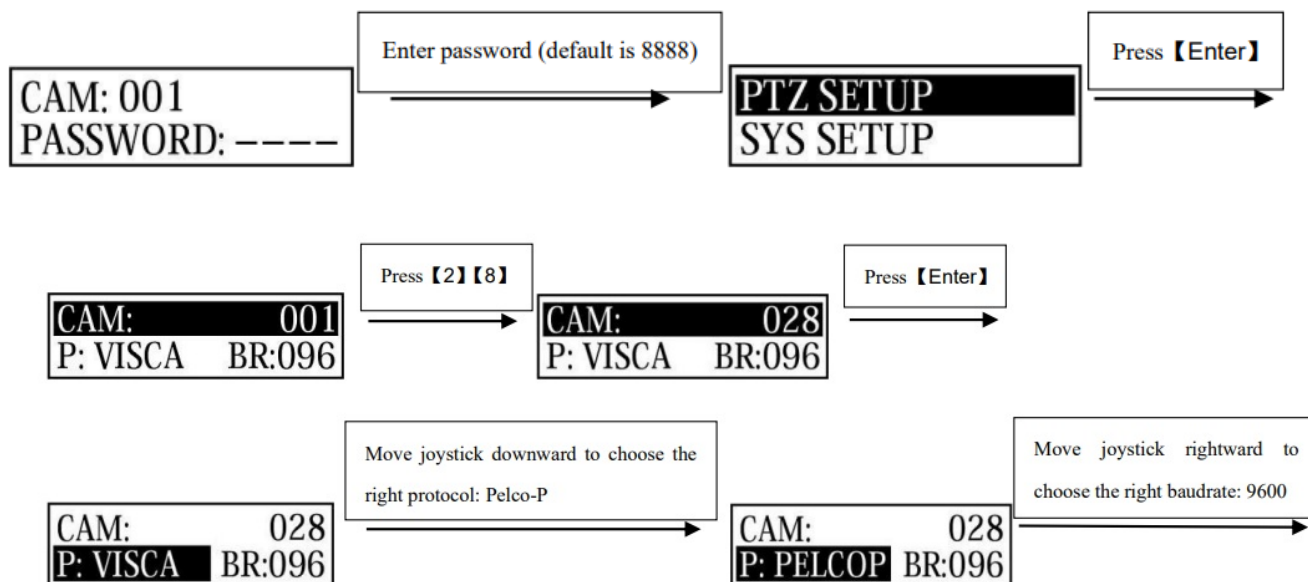 Enter password (default is 8888)
Press【Enter】
CAM: 001
PASSWORD: ----
PTZ SETUP
SYS SETUP
Press【2】【8】
Press【Enter】
CAM: 001
P: VISCA BR:096
CAM: 028
P: VISCA BR:096
Move joystick downward to choose the
right protocol: Pelco-P
Move joystick rightward to
choose the right baudrate: 9600
CAM: 028
P: VISCA BR:096
CAM: 028
P: PELCOP BR:096